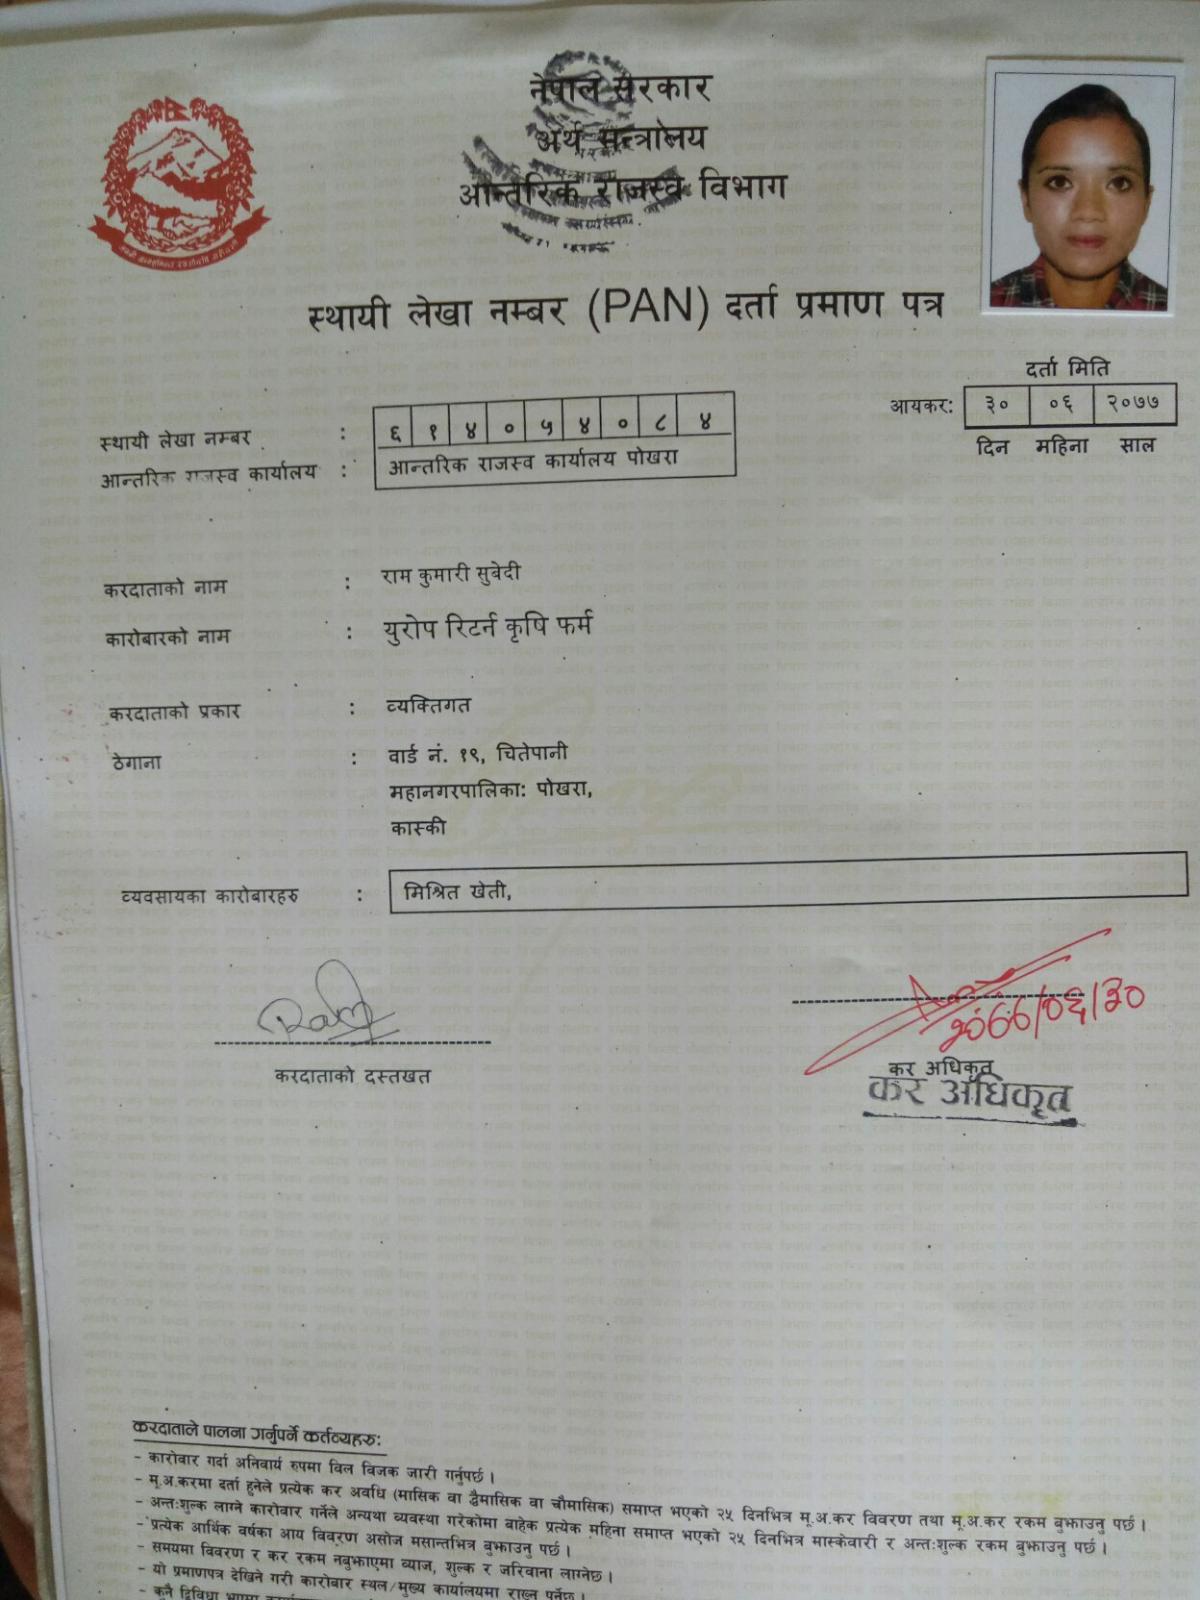 नेपाल सरकार
अर्थ मन्त्रालय
आन्तरिक राजस्व विभाग
स्थायी लेखा नम्बर (PAN) दर्ता प्रमाण पत्र
दर्ता मिति
आयकर: ३० ०६ २०७७
दिन महिना साल
स्थायी लेखा नम्बर : ६ १ ४ ० ५ ४ ० ८ ४
आन्तरिक राजस्व कार्यालय : आन्तरिक राजस्व कार्यालय पोखरा
करदाताको नाम : राम कुमारी सुवेदी
कारोबारको नाम : युरोप रिटर्न कृषि फर्म
करदाताको प्रकार : व्यक्तिगत
ठेगाना : वार्ड नं. १९, चितेपानी
महानगरपालिका: पोखरा,
कास्की
व्यवसायका कारोबारहरु : मिश्रित खेती,
२०७७/०६/३०
करदाताको दस्तखत
कर अधिकृत
कर अधिकृत
करदाताले पालना गर्नुपर्ने कर्तव्यहरु:
- कारोवार गर्दा अनिवार्य रुपमा विल विजक जारी गर्नुपर्छ ।
- मू.अ.करमा दर्ता हुनेले प्रत्येक कर अवधि (मासिक वा द्वैमासिक वा चौमासिक) समाप्त भएको २५ दिनभित्र मू.अ.कर विवरण तथा मू.अ.कर रकम बुझाउनु पर्छ ।
- अन्तःशुल्क लाग्ने कारोवार गर्नेले अन्यथा व्यवस्था गरेकोमा वाहेक प्रत्येक महिना समाप्त भएको २५ दिनभित्र मास्केवारी र अन्तःशुल्क रकम बुझाउनु पर्छ ।
- प्रत्येक आर्थिक वर्षका आय विवरण असोज मसान्तभित्र बुझाउनु पर्छ ।
- समयमा विवरण र कर रकम नबुझाएमा व्याज, शुल्क र जरिवाना लाग्नेछ ।
- यो प्रमाणपत्र देखिने गरी कारोबार स्थल/मुख्य कार्यालयमा राख्नु पर्नेछ ।
- कुनै द्विविधा भएमा